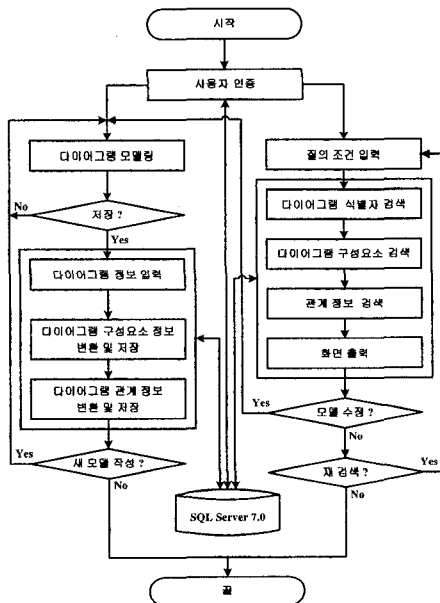 시작
사용자 인증
다이어그램 모델링
저장 ?
No
Yes
다이어그램 정보 입력
다이어그램 구성요소 정보
변환 및 저장
다이어그램 관계 정보
변환 및 저장
Yes
새 모델 작성 ?
No
질의 조건 입력
다이어그램 식별자 검색
다이어그램 구성요소 검색
관계 정보 검색
화면 출력
Yes
모델 수정 ?
No
재 검색 ?
Yes
No
SQL Server 7.0
끝